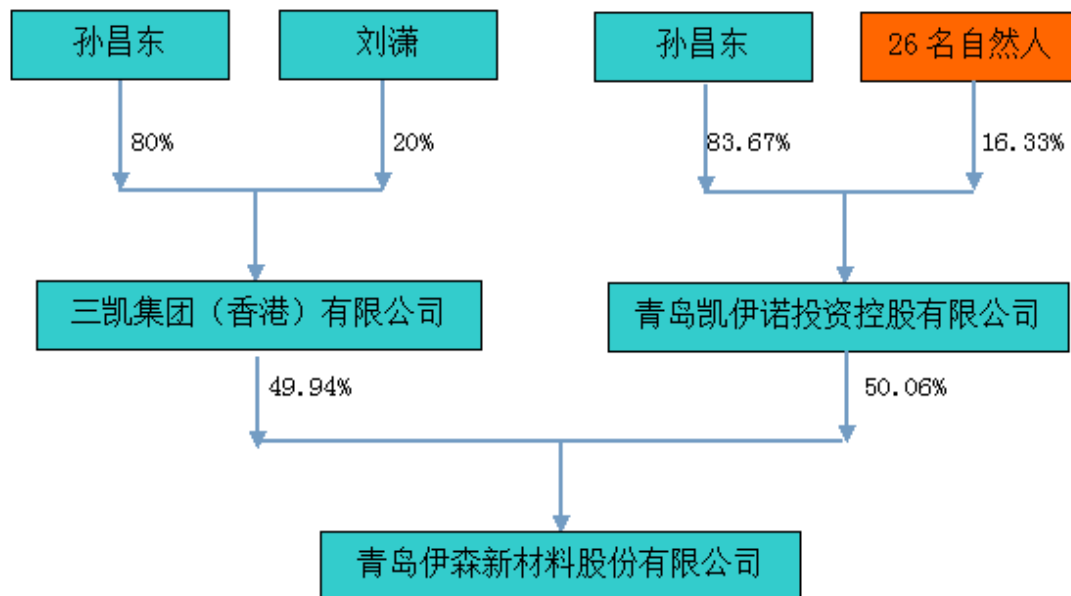 孙昌东
刘潇
孙昌东
26 名自然人
80%
20%
83.67%
16.33%
三凯集团（香港）有限公司
青岛凯伊诺投资控股有限公司
49.94%
50.06%
青岛伊森新材料股份有限公司